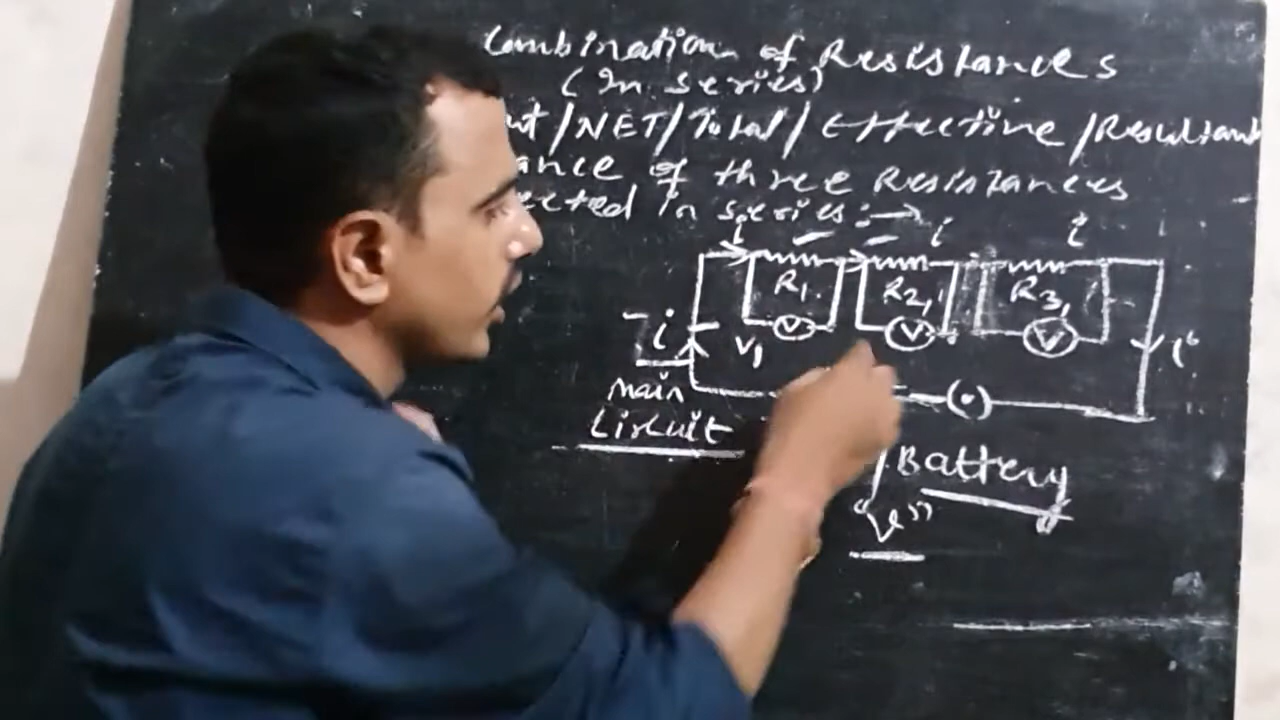 Combination of Resistances
(In series)
/NET/Total/Effective/Resultant
ance of three Resistances
ected in series:→
i i i
R1 R2 R3
i V1 V V V i
main
circuit
Battery
"V"